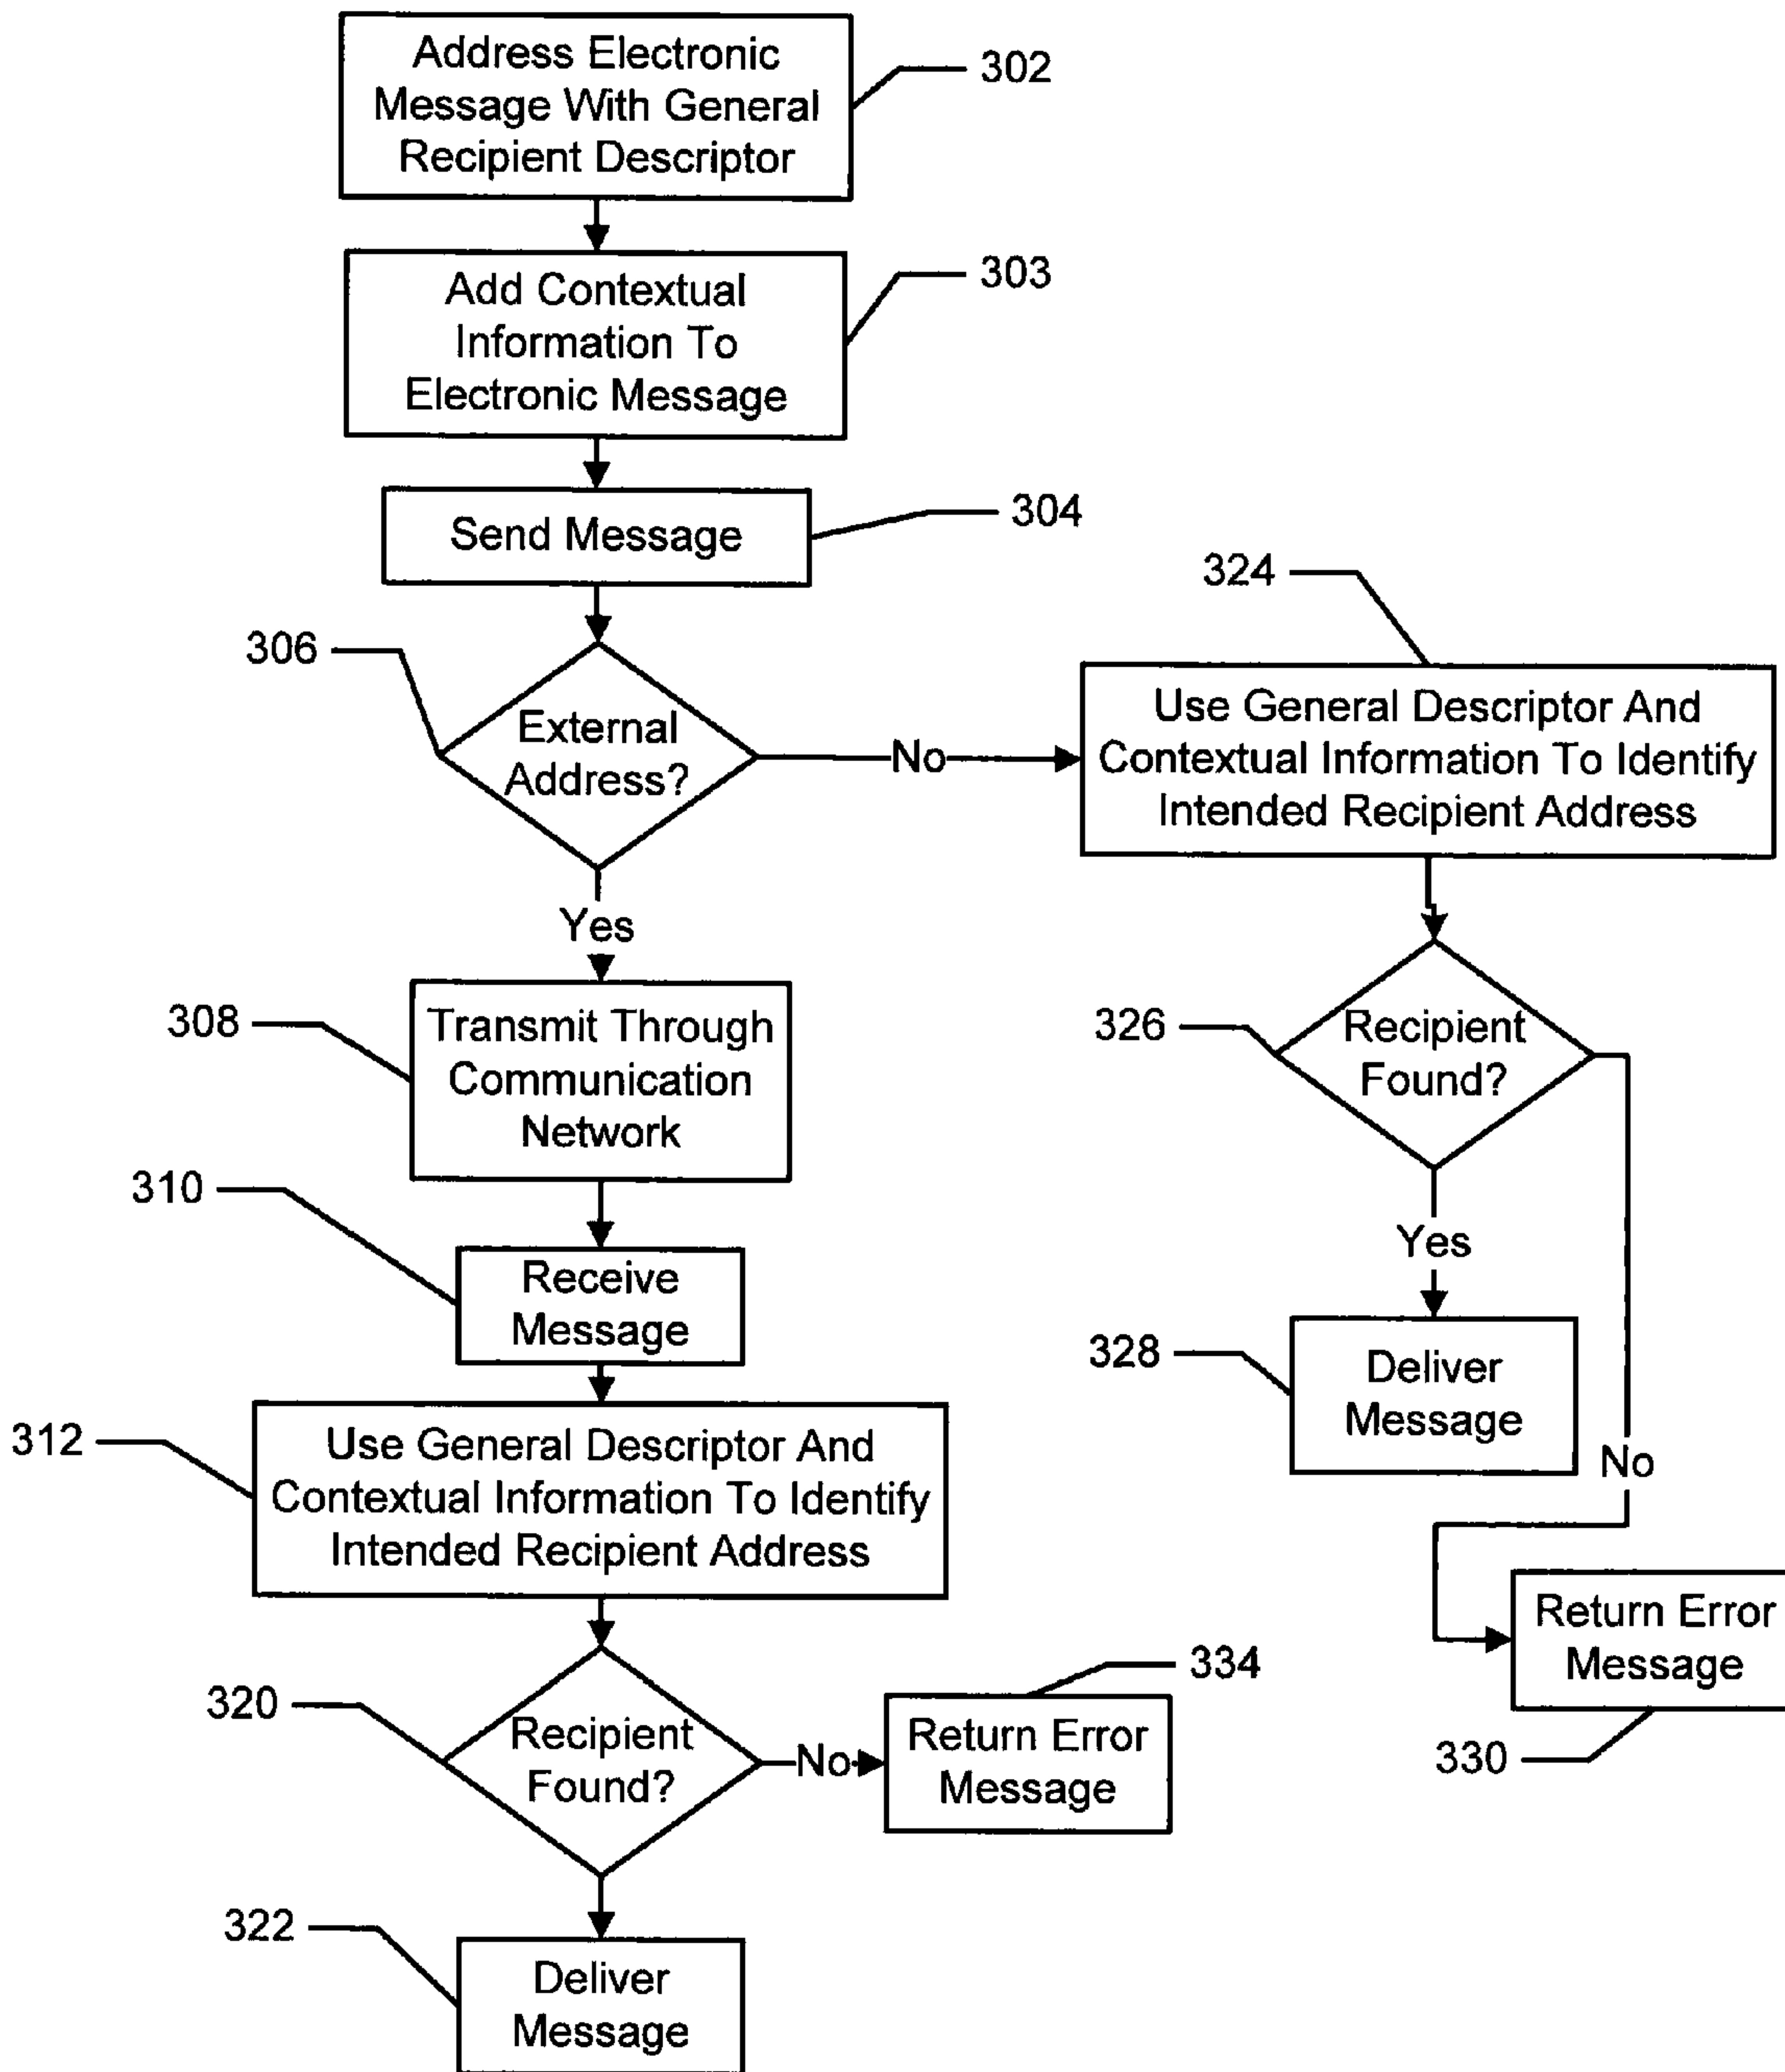 Address Electronic
Message With General
Recipient Descriptor
302
Add Contextual
Information To
Electronic Message
303
Send Message
304
306
External
Address?
No
Yes
324
Use General Descriptor And
Contextual Information To Identify
Intended Recipient Address
308
Transmit Through
Communication
Network
326
Recipient
Found?
Yes
No
310
Receive
Message
328
Deliver
Message
312
Use General Descriptor And
Contextual Information To Identify
Intended Recipient Address
Return Error
Message
330
320
Recipient
Found?
No
334
Return Error
Message
322
Deliver
Message